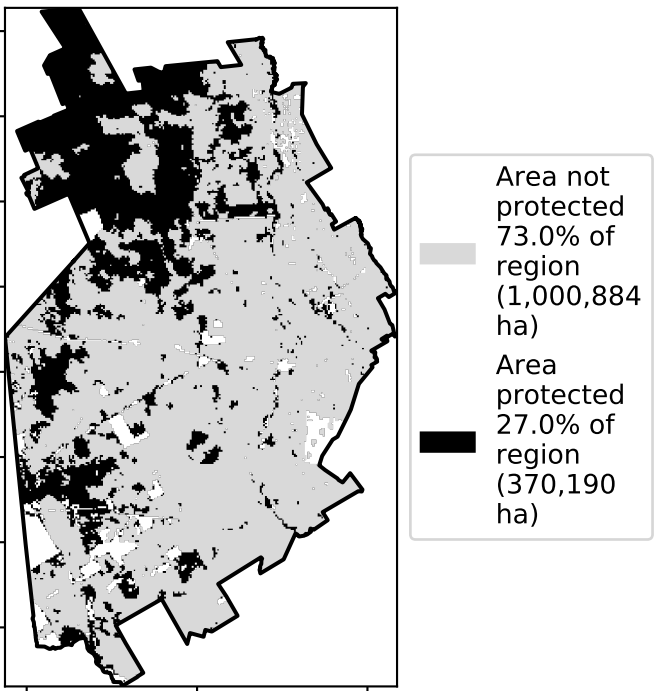 Area not
protected
73.0% of
region
(1,000,884
ha)
Area
protected
27.0% of
region
(370,190
ha)